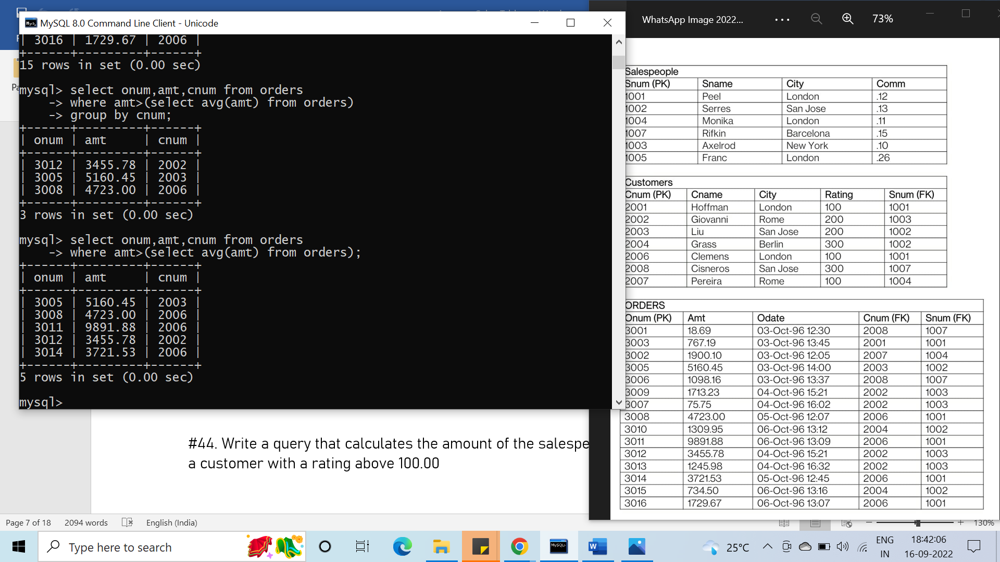 MySQL 8.0 Command Line Client - Unicode
| 3016 | 1729.67 | 2006 |
+------+---------+------+
15 rows in set (0.00 sec)
mysql> select onum,amt,cnum from orders
-> where amt>(select avg(amt) from orders)
-> group by cnum;
+------+---------+------+
| onum | amt | cnum |
+------+---------+------+
| 3012 | 3455.78 | 2002 |
| 3005 | 5160.45 | 2003 |
| 3008 | 4723.00 | 2006 |
+------+---------+------+
3 rows in set (0.00 sec)
mysql> select onum,amt,cnum from orders
-> where amt>(select avg(amt) from orders);
+------+---------+------+
| onum | amt | cnum |
+------+---------+------+
| 3005 | 5160.45 | 2003 |
| 3008 | 4723.00 | 2006 |
| 3011 | 9891.88 | 2006 |
| 3012 | 3455.78 | 2002 |
| 3014 | 3721.53 | 2006 |
+------+---------+------+
5 rows in set (0.00 sec)
mysql>
#44. Write a query that calculates the amount of the salespe
a customer with a rating above 100.00
WhatsApp Image 2022... 73%
Salespeople
Snum (PK) Sname City Comm
1001 Peel London .12
1002 Serres San Jose .13
1004 Monika London .11
1007 Rifkin Barcelona .15
1003 Axelrod New York .10
1005 Franc London .26
Customers
Cnum (PK) Cname City Rating Snum (FK)
2001 Hoffman London 100 1001
2002 Giovanni Rome 200 1003
2003 Liu San Jose 200 1002
2004 Grass Berlin 300 1002
2006 Clemens London 100 1001
2008 Cisneros San Jose 300 1007
2007 Pereira Rome 100 1004
ORDERS
Onum (PK) Amt Odate Cnum (FK) Snum (FK)
3001 18.69 03-Oct-96 12:30 2008 1007
3003 767.19 03-Oct-96 13:45 2001 1001
3002 1900.10 03-Oct-96 12:05 2007 1004
3005 5160.45 03-Oct-96 14:00 2003 1002
3006 1098.16 03-Oct-96 13:37 2008 1007
3009 1713.23 04-Oct-96 15:21 2002 1003
3007 75.75 04-Oct-96 16:02 2002 1003
3008 4723.00 05-Oct-96 12:07 2006 1001
3010 1309.95 06-Oct-96 13:12 2004 1002
3011 9891.88 06-Oct-96 13:09 2006 1001
3012 3455.78 04-Oct-96 15:21 2002 1003
3013 1245.98 04-Oct-96 16:32 2002 1003
3014 3721.53 05-Oct-96 12:45 2006 1001
3015 734.50 06-Oct-96 13:16 2004 1002
3016 1729.67 06-Oct-96 13:07 2006 1001
Page 7 of 18 2094 words English (India) 130%
Type here to search
25°C ENG 18:42:06
IN 16-09-2022